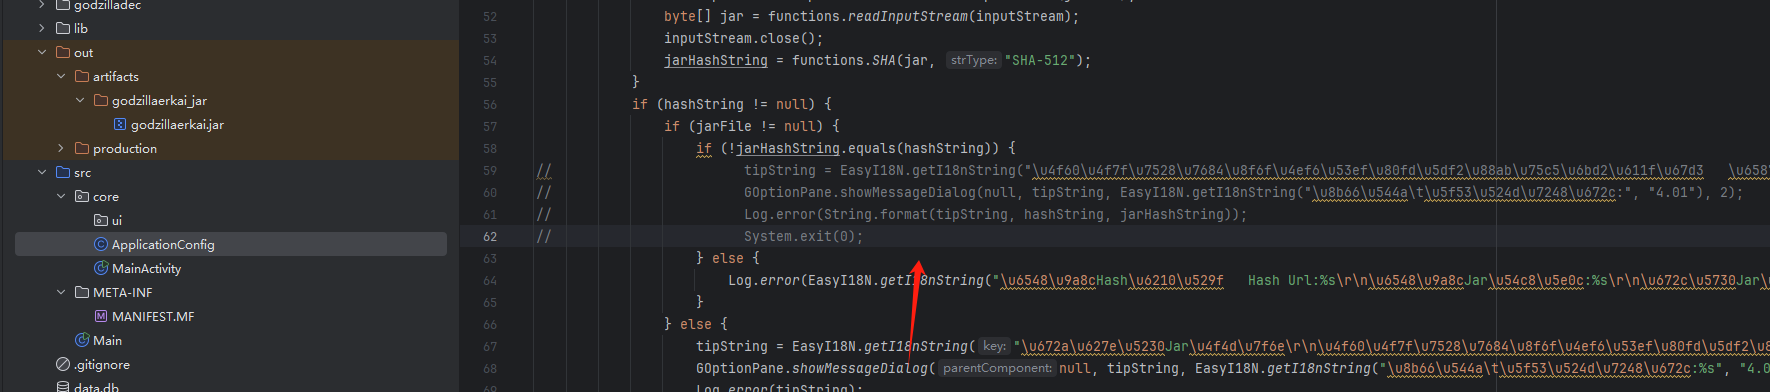 godzilladec
lib
out
artifacts
godzillaerkai_jar
godzillaerkai.jar
production
src
core
ui
ApplicationConfig
MainActivity
META-INF
MANIFEST.MF
Main
.gitignore
data.db
52 byte[] jar = functions.readInputStream(inputStream);
53 inputStream.close();
54 jarHashString = functions.SHA(jar, strType: "SHA-512");
55 }
56 if (hashString != null) {
57 if (jarFile != null) {
58 if (!jarHashString.equals(hashString)) {
59 // tipString = EasyI18N.getI18nString("\u4f60\u4f7f\u7528\u7684\u8f6f\u4ef6\u53ef\u80fd\u5df2\u88ab\u75c5\u6bd2\u611f\u67d3 \u658
60 // GOptionPane.showMessageDialog(null, tipString, EasyI18N.getI18nString("\u8b66\u544a\t\u5f53\u524d\u7248\u672c:", "4.01"), 2);
61 // Log.error(String.format(tipString, hashString, jarHashString));
62 // System.exit(0);
63 } else {
64 Log.error(EasyI18N.getI18nString("\u6548\u9a8cHash\u6210\u529f Hash Url:%s\r\n\u6548\u9a8cJar\u54c8\u5e0c:%s\r\n\u672c\u5730Jar\
65 }
66 } else {
67 tipString = EasyI18N.getI18nString( key: "\u672a\u627e\u5230Jar\u4f4d\u7f6e\r\n\u4f60\u4f7f\u7528\u7684\u8f6f\u4ef6\u53ef\u80fd\u5df2\u8
68 GOptionPane.showMessageDialog( parentComponent: null, tipString, EasyI18N.getI18nString("\u8b66\u544a\t\u5f53\u524d\u7248\u672c:%s", "4.0
69 Log.error(tipString);